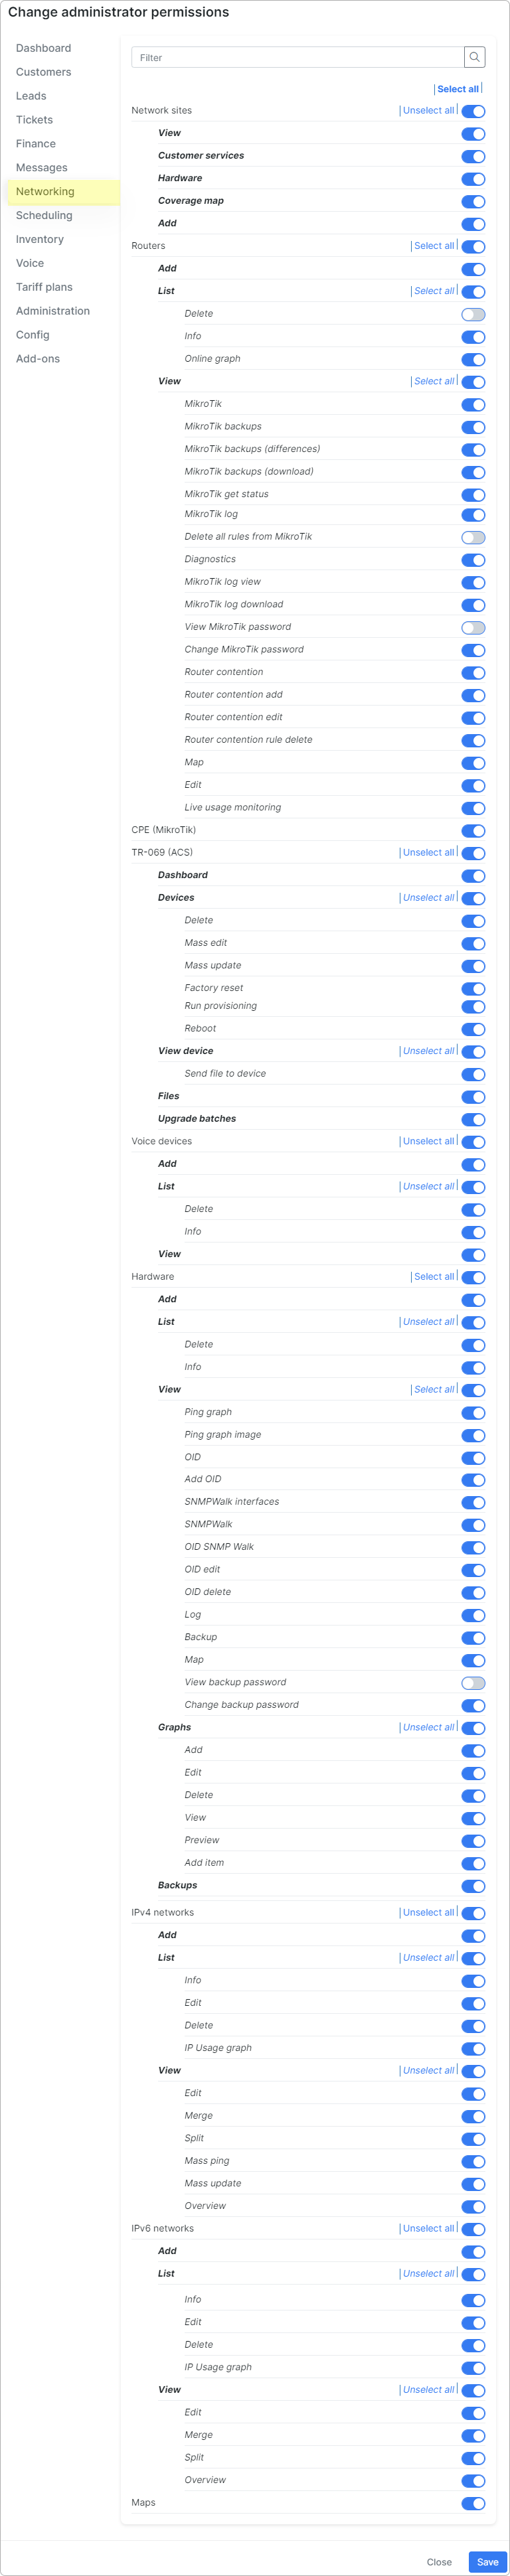 Change administrator permissions
Dashboard
Customers
Leads
Tickets
Finance
Messages
Networking
Scheduling
Inventory
Voice
Tariff plans
Administration
Config
Add-ons
Filter
Select all
Network sites Unselect all
View
Customer services
Hardware
Coverage map
Add
Routers Select all
Add
List Select all
Delete
Info
Online graph
View Select all
MikroTik
MikroTik backups
MikroTik backups (differences)
MikroTik backups (download)
MikroTik get status
MikroTik log
Delete all rules from MikroTik
Diagnostics
MikroTik log view
MikroTik log download
View MikroTik password
Change MikroTik password
Router contention
Router contention add
Router contention edit
Router contention rule delete
Map
Edit
Live usage monitoring
CPE (MikroTik)
TR-069 (ACS) Unselect all
Dashboard
Devices Unselect all
Delete
Mass edit
Mass update
Factory reset
Run provisioning
Reboot
View device Unselect all
Send file to device
Files
Upgrade batches
Voice devices Unselect all
Add
List Unselect all
Delete
Info
View
Hardware Select all
Add
List Unselect all
Delete
Info
View Select all
Ping graph
Ping graph image
OID
Add OID
SNMPWalk interfaces
SNMPWalk
OID SNMP Walk
OID edit
OID delete
Log
Backup
Map
View backup password
Change backup password
Graphs Unselect all
Add
Edit
Delete
View
Preview
Add item
Backups
IPv4 networks Unselect all
Add
List Unselect all
Info
Edit
Delete
IP Usage graph
View Unselect all
Edit
Merge
Split
Mass ping
Mass update
Overview
IPv6 networks Unselect all
Add
List Unselect all
Info
Edit
Delete
IP Usage graph
View Unselect all
Edit
Merge
Split
Overview
Maps
Close Save